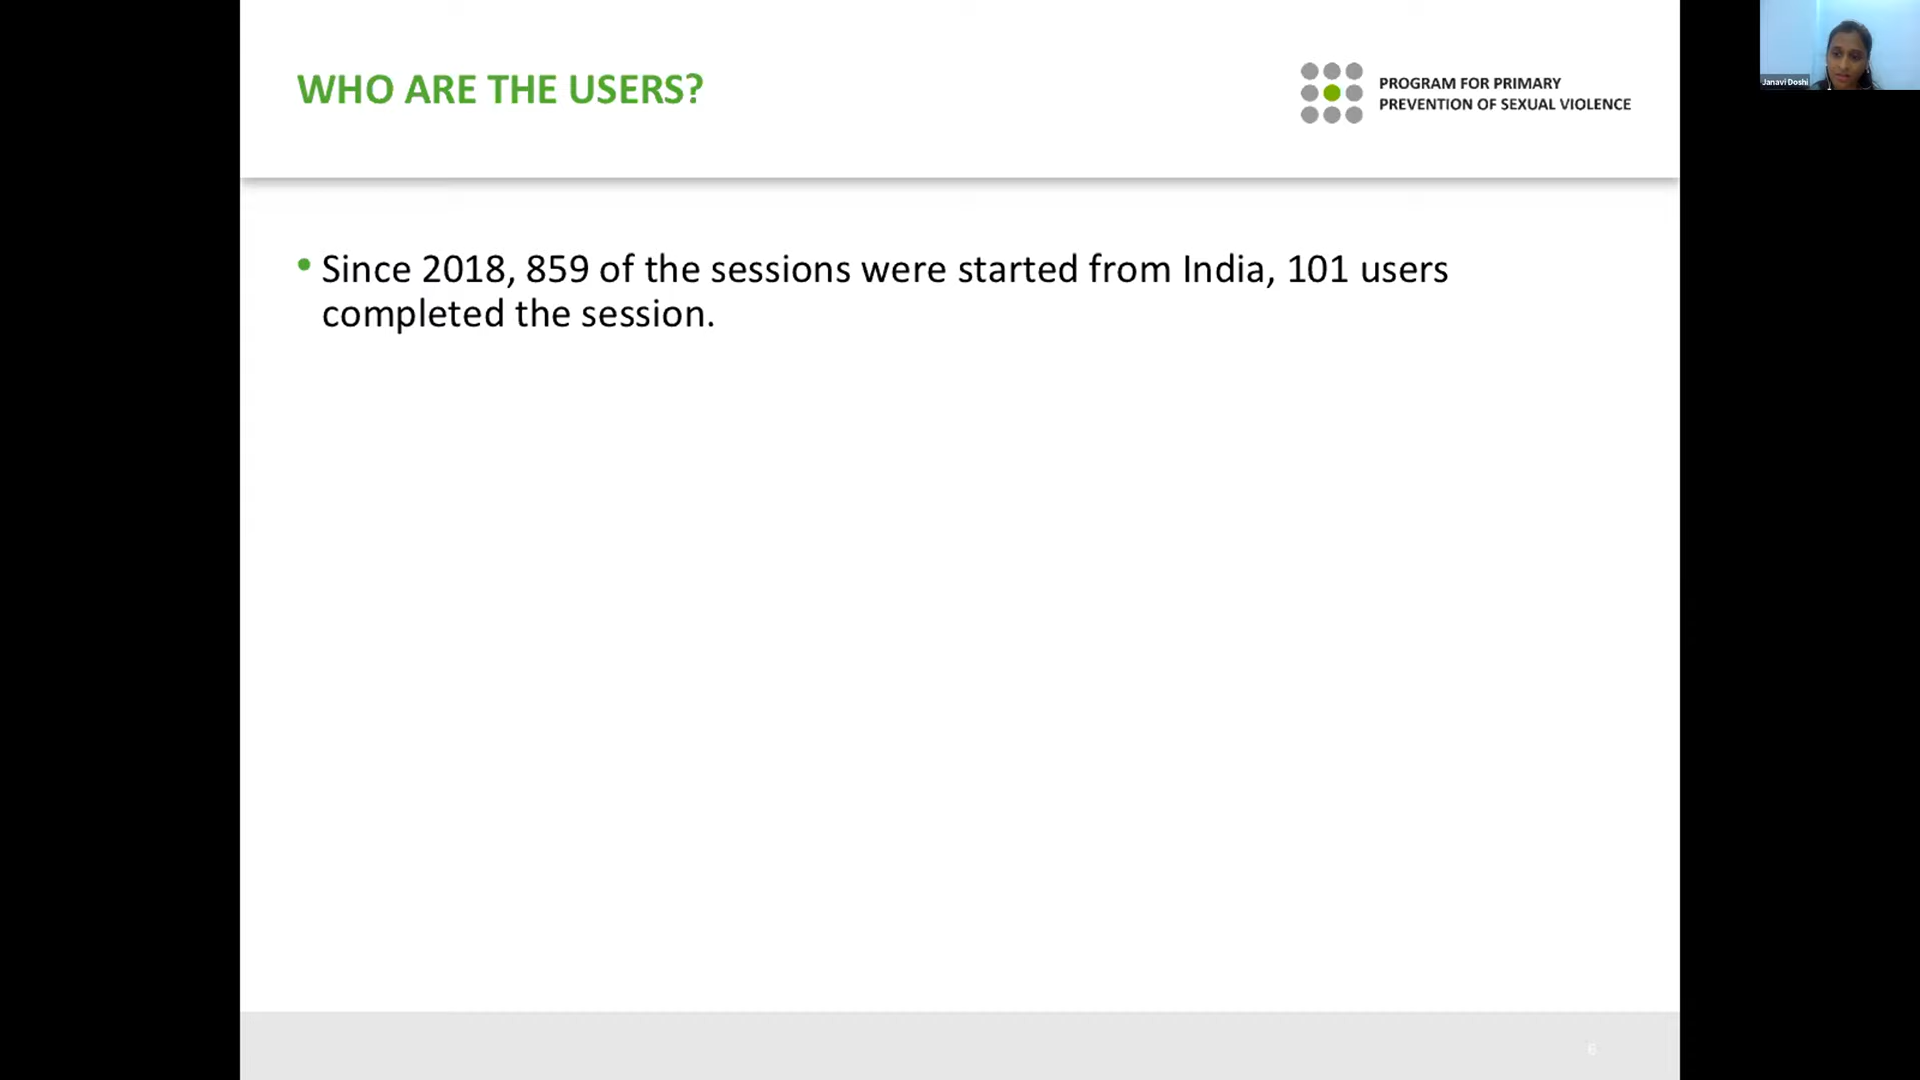 WHO ARE THE USERS?
PROGRAM FOR PRIMARY
PREVENTION OF SEXUAL VIOLENCE
Janavi Doshi
• Since 2018, 859 of the sessions were started from India, 101 users
completed the session.
6